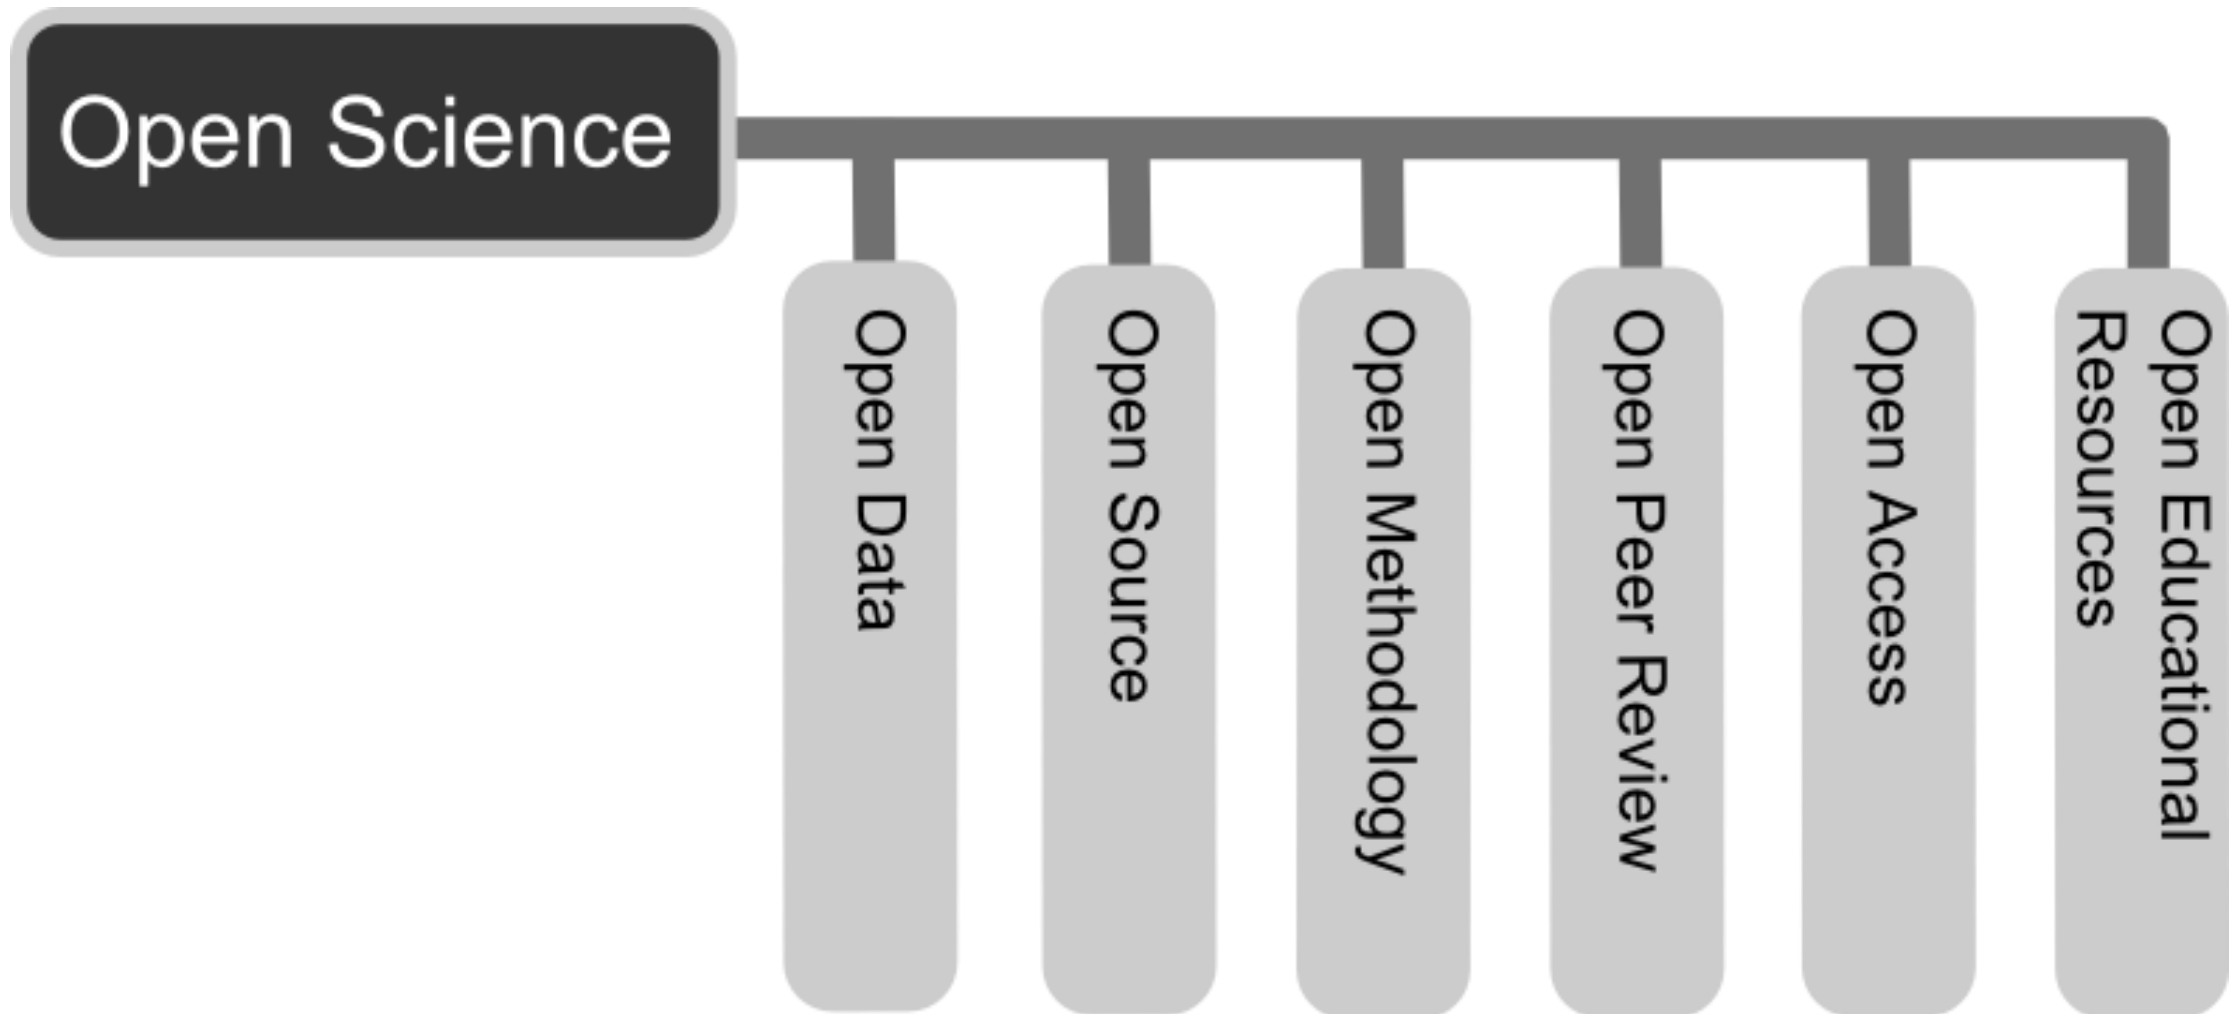 Open Science
Open Data
Open Source
Open Methodology
Open Peer Review
Open Access
Open Educational
Resources